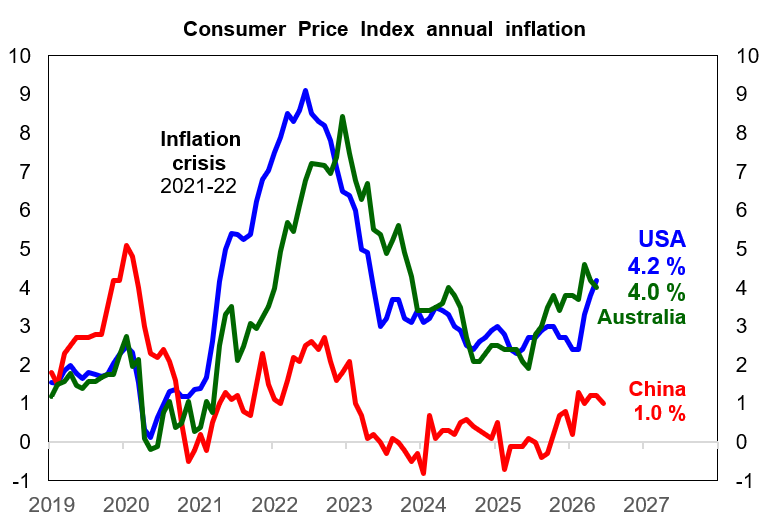 Consumer Price Index annual inflation
10 10
9 9
8 8
7 7
6 6
5 5
4 4
3 3
2 2
1 1
0 0
-1 -1
Inflation
crisis
2021-22
USA
4.2 %
4.0 %
Australia
China
1.0 %
2019 2020 2021 2022 2023 2024 2025 2026 2027